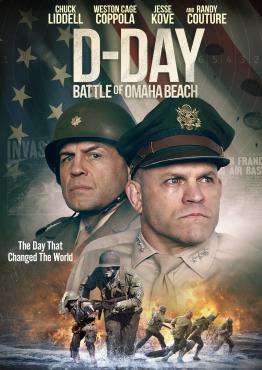 CHUCK LIDDELL
WESTON CAGE COPPOLA
JESSE KOVE
AND RANDY COUTURE
D-DAY
BATTLE OF OMAHA BEACH
The Day That
Changed The World